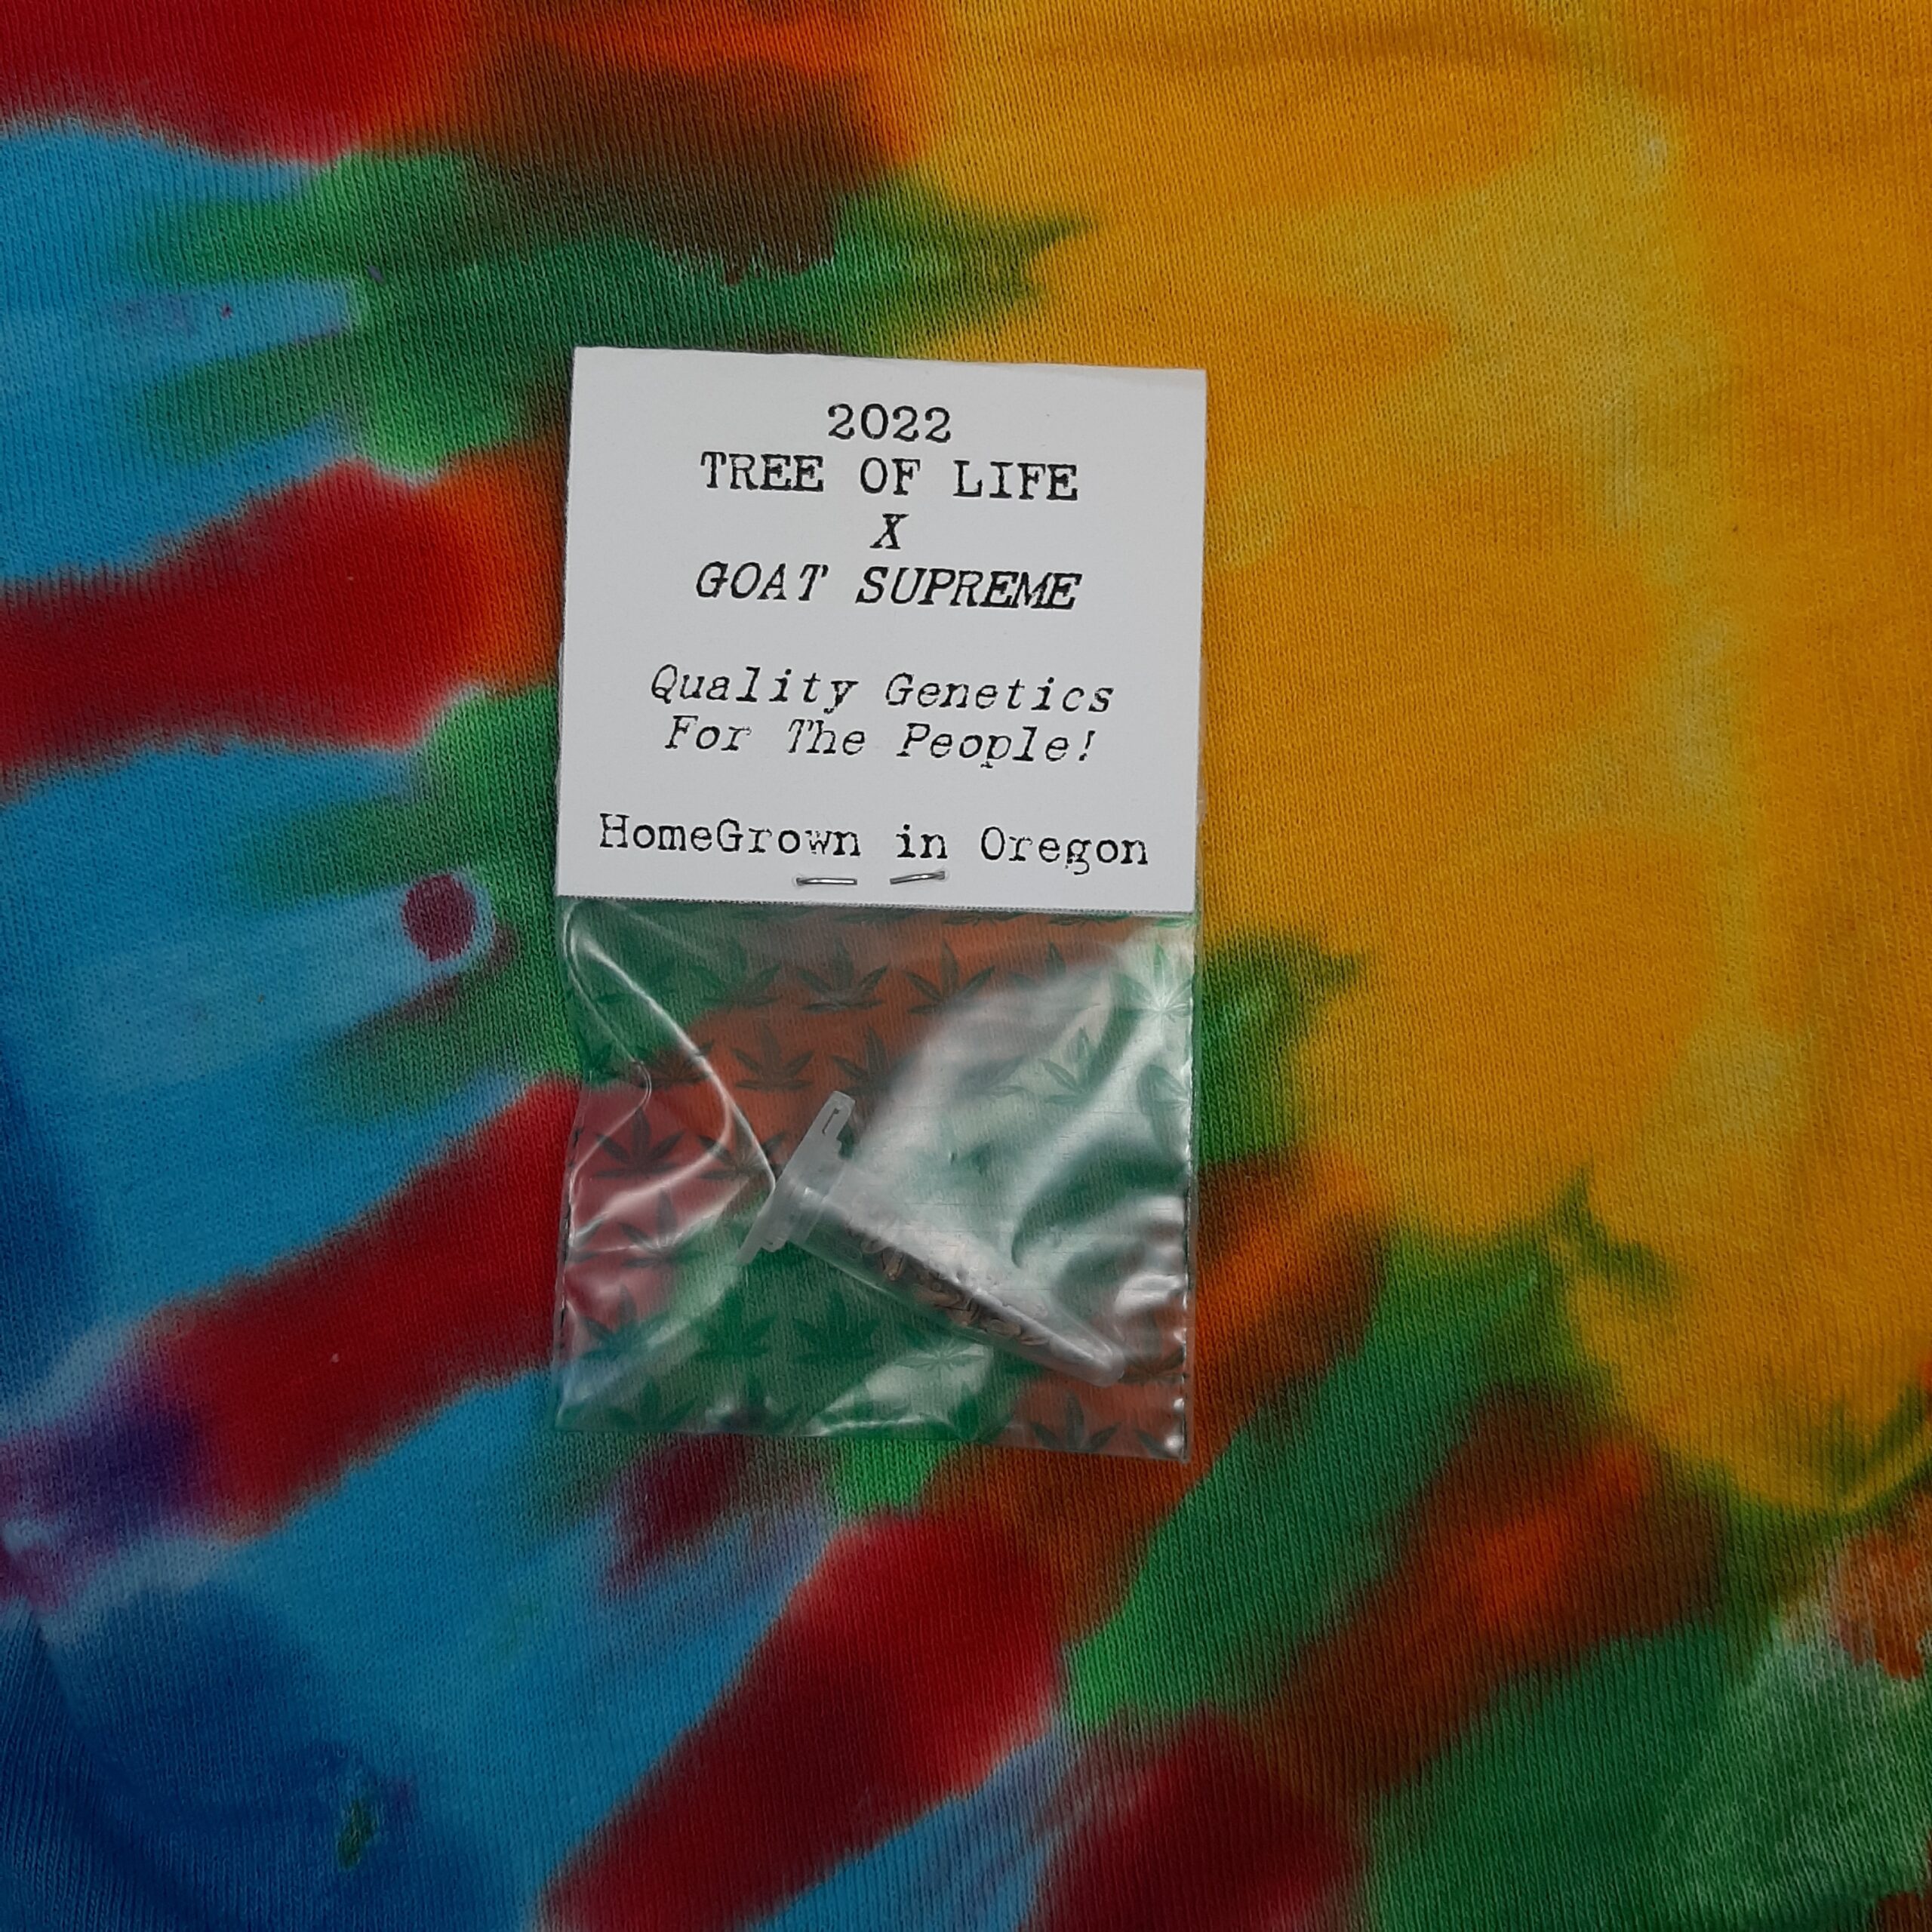 2022
TREE OF LIFE
X
GOAT SUPREME
Quality Genetics
For The People!
HomeGrown in Oregon